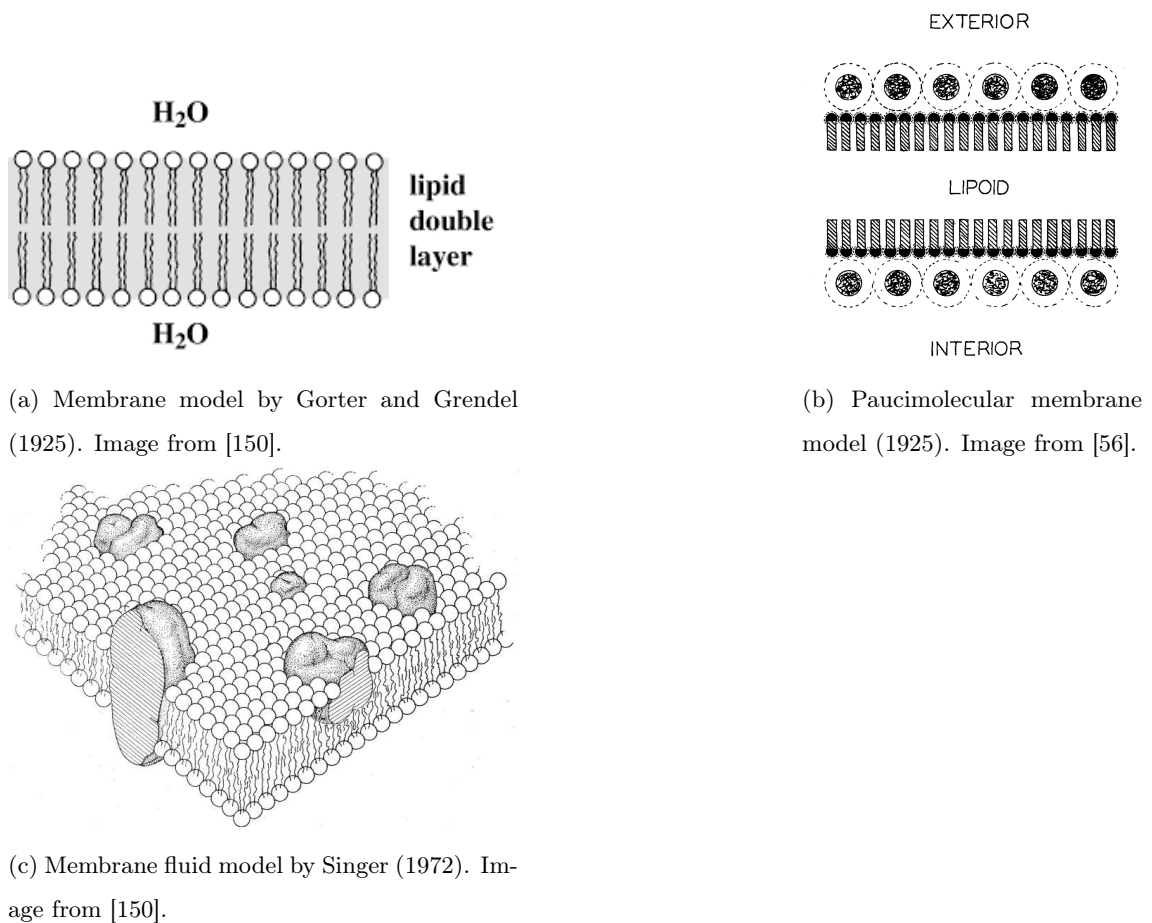 H₂O
lipid
double
layer
H₂O
(a) Membrane model by Gorter and Grendel
(1925). Image from [150].
EXTERIOR
LIPOID
INTERIOR
(b) Paucimolecular membrane
model (1925). Image from [56].
(c) Membrane fluid model by Singer (1972). Im-
age from [150].